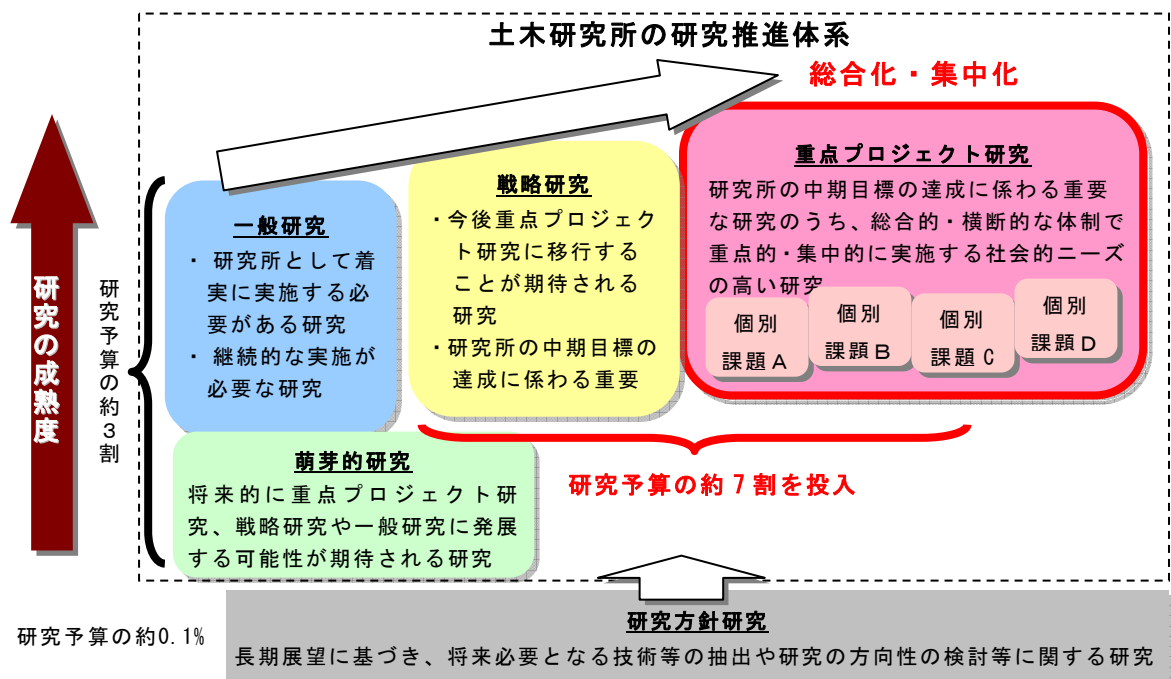 土木研究所の研究推進体系
総合化・集中化
重点プロジェクト研究
研究所の中期目標の達成に係わる重要
な研究のうち、総合的・横断的な体制で
重点的・集中的に実施する社会的ニーズ
の高い研究
個別
課題A
個別
課題B
個別
課題C
個別
課題D
戦略研究
・今後重点プロジェク
ト研究に移行する
ことが期待される
研究
・研究所の中期目標の
達成に係わる重要
一般研究
・ 研究所として着
実に実施する必
要がある研究
・ 継続的な実施が
必要な研究
研究の成熟度
研究予算の約3割
萌芽的研究
将来的に重点プロジェクト研
究、戦略研究や一般研究に発展
する可能性が期待される研究
研究予算の約7割を投入
研究予算の約0.1%
研究方針研究
長期展望に基づき、将来必要となる技術等の抽出や研究の方向性の検討等に関する研究